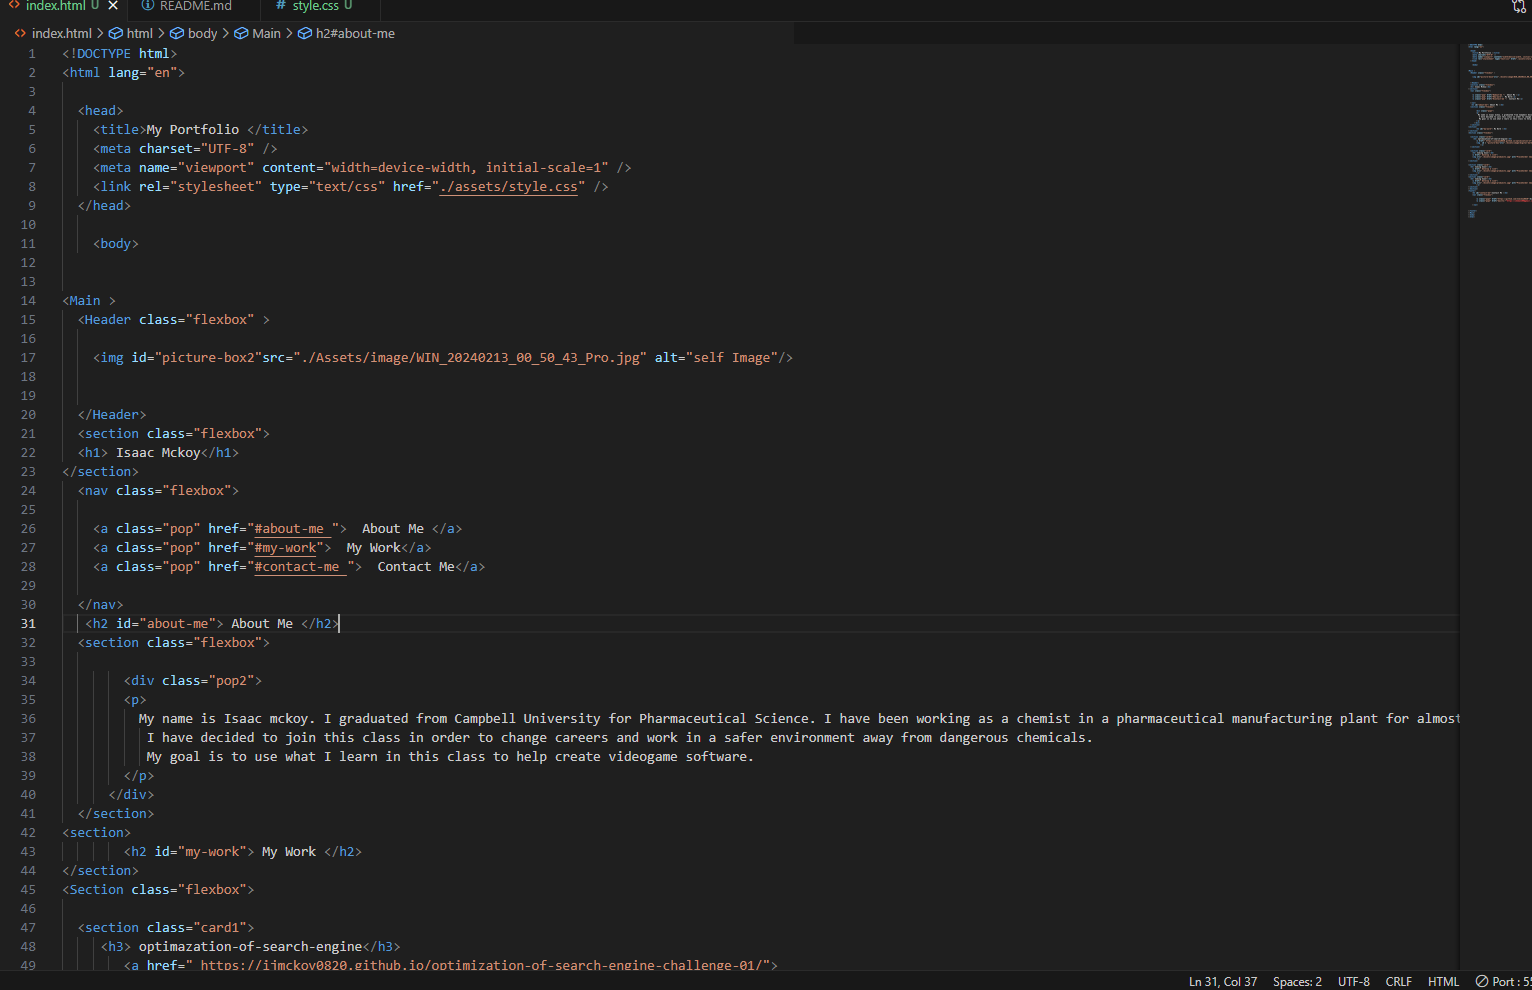 index.html U README.md # style.css U
index.html > html > body > Main > h2#about-me
1 <!DOCTYPE html>
2 <html lang="en">
3
4 <head>
5 <title>My Portfolio </title>
6 <meta charset="UTF-8" />
7 <meta name="viewport" content="width=device-width, initial-scale=1" />
8 <link rel="stylesheet" type="text/css" href="./assets/style.css" />
9 </head>
10
11 <body>
12
13
14 <Main >
15 <Header class="flexbox" >
16
17 <img id="picture-box2"src="./Assets/image/WIN_20240213_00_50_43_Pro.jpg" alt="self Image"/>
18
19
20 </Header>
21 <section class="flexbox">
22 <h1> Isaac Mckoy</h1>
23 </section>
24 <nav class="flexbox">
25
26 <a class="pop" href="#about-me ">  About Me </a>
27 <a class="pop" href="#my-work">  My Work</a>
28 <a class="pop" href="#contact-me ">  Contact Me</a>
29
30 </nav>
31 <h2 id="about-me"> About Me </h2>
32 <section class="flexbox">
33
34 <div class="pop2">
35 <p>
36 My name is Isaac mckoy. I graduated from Campbell University for Pharmaceutical Science. I have been working as a chemist in a pharmaceutical manufacturing plant for almost
37 I have decided to join this class in order to change careers and work in a safer environment away from dangerous chemicals.
38 My goal is to use what I learn in this class to help create videogame software.
39 </p>
40 </div>
41 </section>
42 <section>
43 <h2 id="my-work"> My Work </h2>
44 </section>
45 <Section class="flexbox">
46
47 <section class="card1">
48 <h3> optimazation-of-search-engine</h3>
49 <a href=" https://ijmckoy0820.github.io/optimization-of-search-engine-challenge-01/">
Ln 31, Col 37 Spaces: 2 UTF-8 CRLF HTML Port : 55